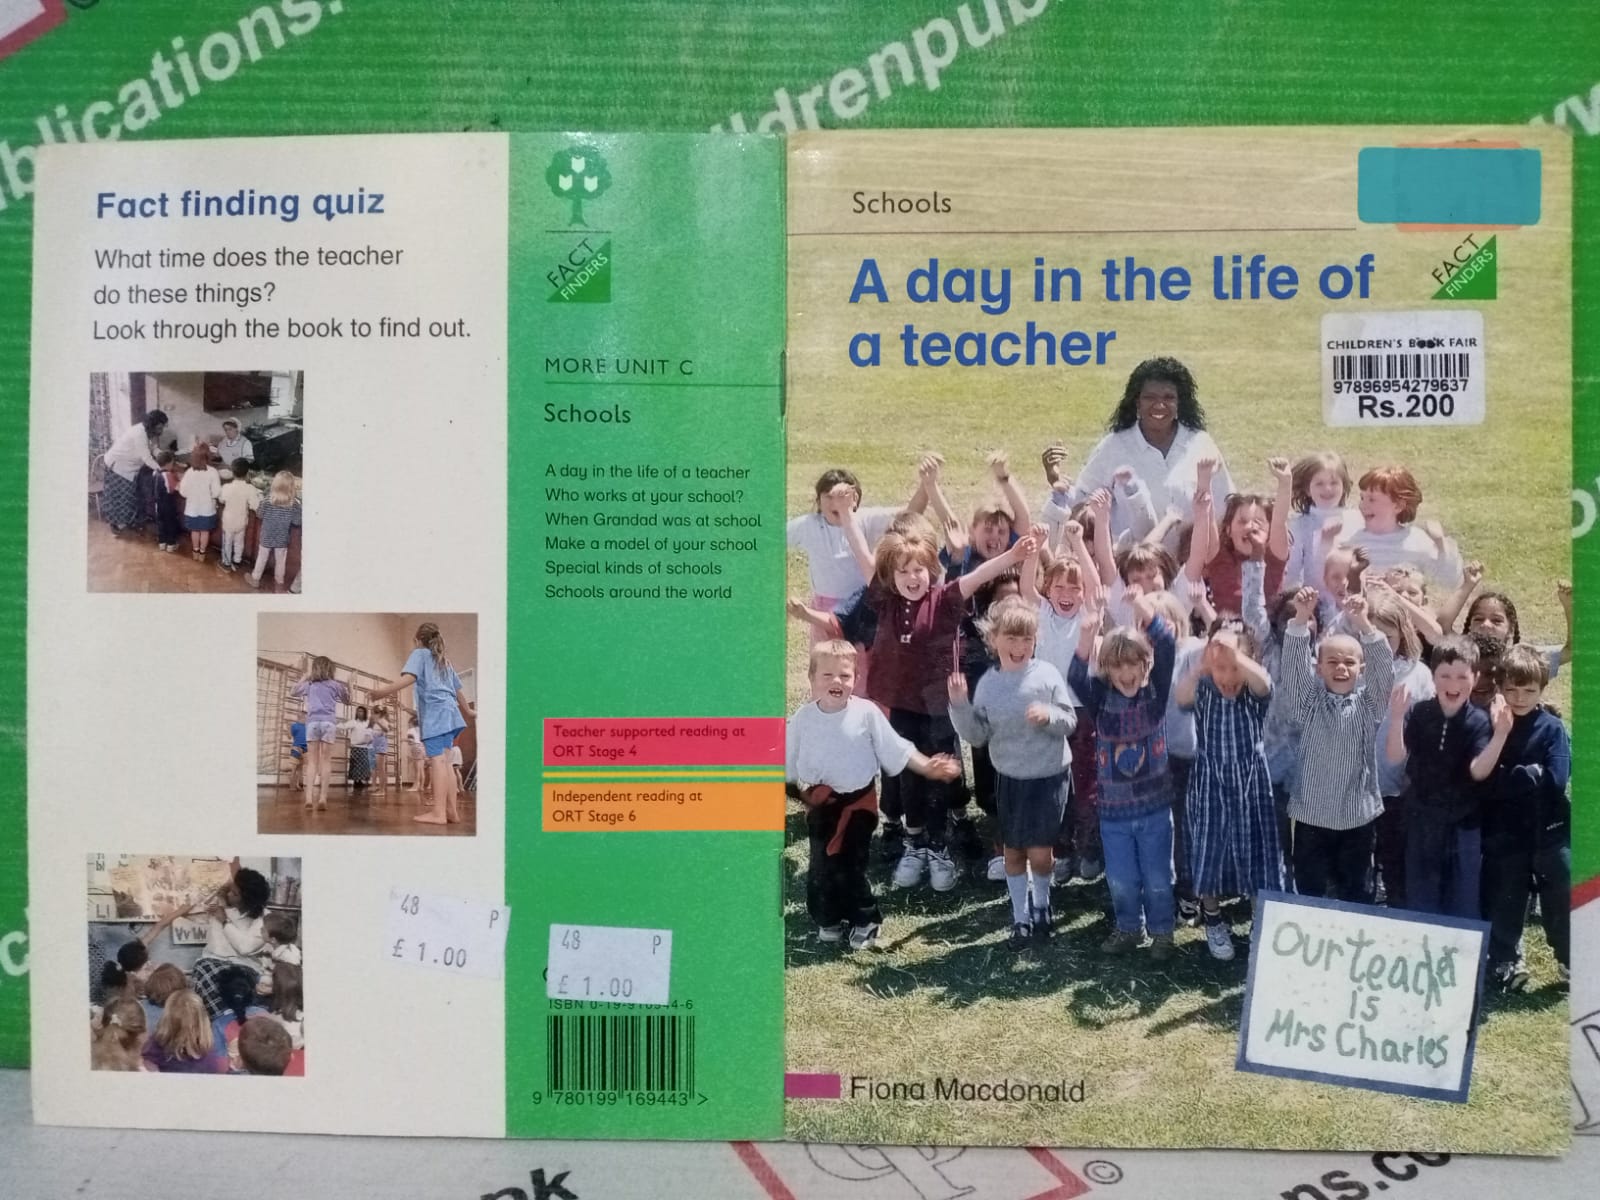 blications.
ldrenpub
Fact finding quiz
What time does the teacher
do these things?
Look through the book to find out.
48 P
£ 1.00
FACT
FINDERS
MORE UNIT C
Schools
A day in the life of a teacher
Who works at your school?
When Grandad was at school
Make a model of your school
Special kinds of schools
Schools around the world
Teacher supported reading at
ORT Stage 4
Independent reading at
ORT Stage 6
48 P
£ 1.00
9 780199 169443 >
Schools
FACT
FINDERS
A day in the life of
a teacher
CHILDREN'S BOOK FAIR
97896954279637
Rs.200
Our teacher
is
Mrs Charles
Fiona Macdonald